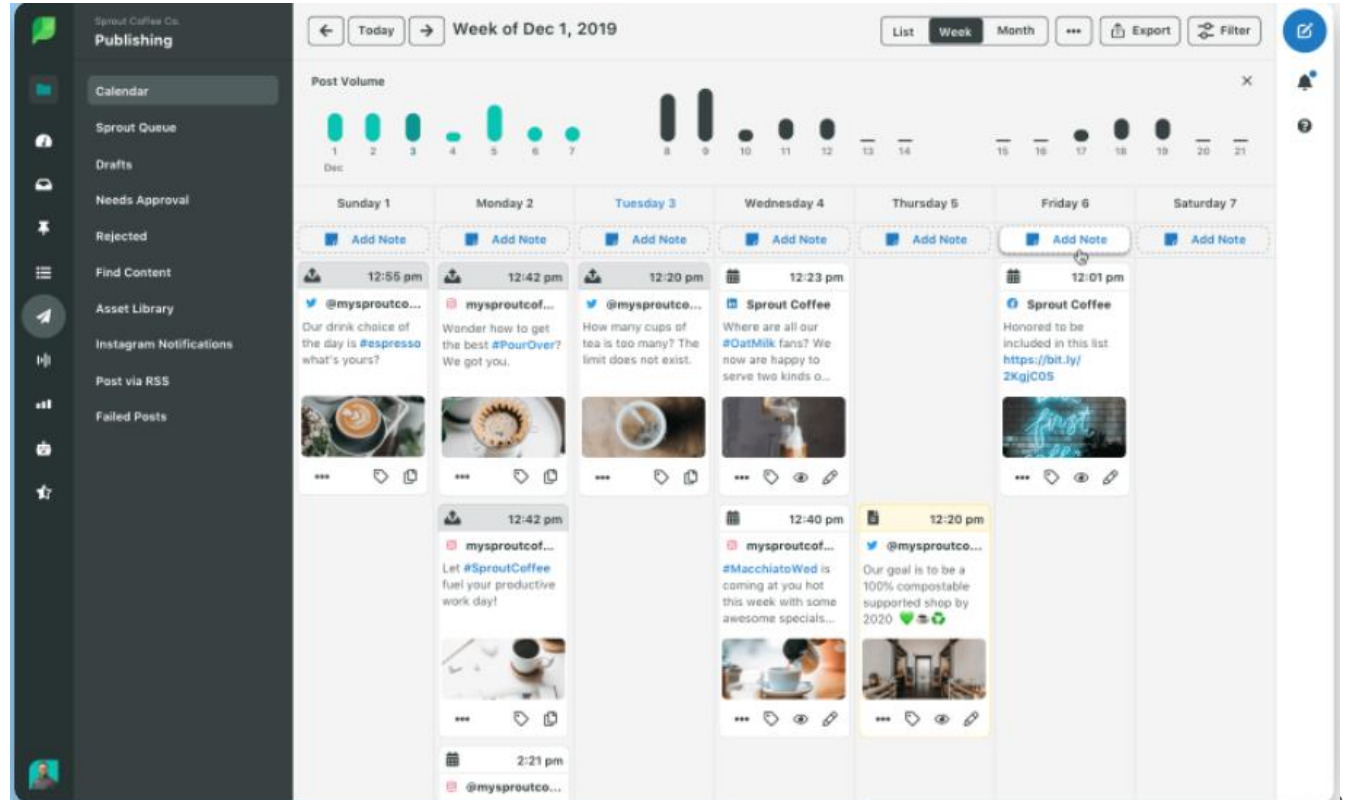 Sprout Coffee Co.
Publishing
Calendar
Sprout Queue
Drafts
Needs Approval
Rejected
Find Content
Asset Library
Instagram Notifications
Post via RSS
Failed Posts
Today
Week of Dec 1, 2019
List Week Month Export Filter
Post Volume
1 2 3 4 5 6 7 8 9 10 11 12 13 14 15 16 17 18 19 20 21
Dec
Sunday 1 Monday 2 Tuesday 3 Wednesday 4 Thursday 5 Friday 6 Saturday 7
Add Note Add Note Add Note Add Note Add Note Add Note Add Note
12:55 pm
@mysproutco...
Our drink choice of
the day is #espresso
what's yours?
12:42 pm
mysproutcof...
Wonder how to get
the best #PourOver?
We got you.
12:42 pm
mysproutcof...
Let #SproutCoffee
fuel your productive
work day!
2:21 pm
@mysproutco...
12:20 pm
@mysproutco...
How many cups of
tea is too many? The
limit does not exist.
12:23 pm
Sprout Coffee
Where are all our
#OatMilk fans? We
now are happy to
serve two kinds o...
12:40 pm
mysproutcof...
#MacchiatoWed is
coming at you hot
this week with some
awesome specials...
12:20 pm
@mysproutco...
Our goal is to be a
100% compostable
supported shop by
2020
12:01 pm
Sprout Coffee
Honored to be
included in this list
https://bit.ly/
2KgjC05
first